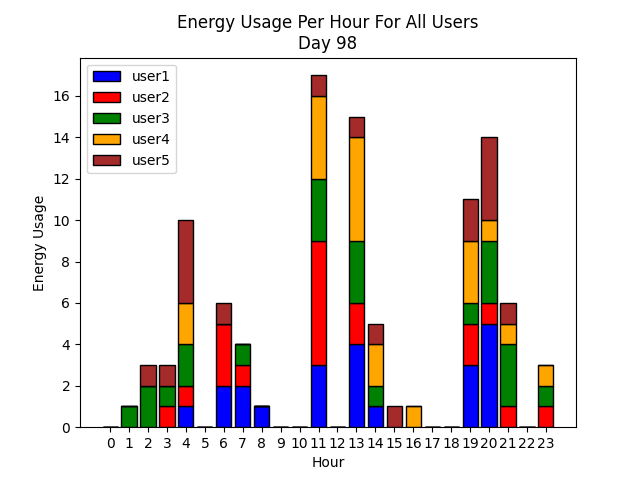 Energy Usage Per Hour For All Users
Day 98
user1
user2
user3
user4
user5
Energy Usage
16
14
12
10
8
6
4
2
0
0 1 2 3 4 5 6 7 8 9 10 11 12 13 14 15 16 17 18 19 20 21 22 23
Hour